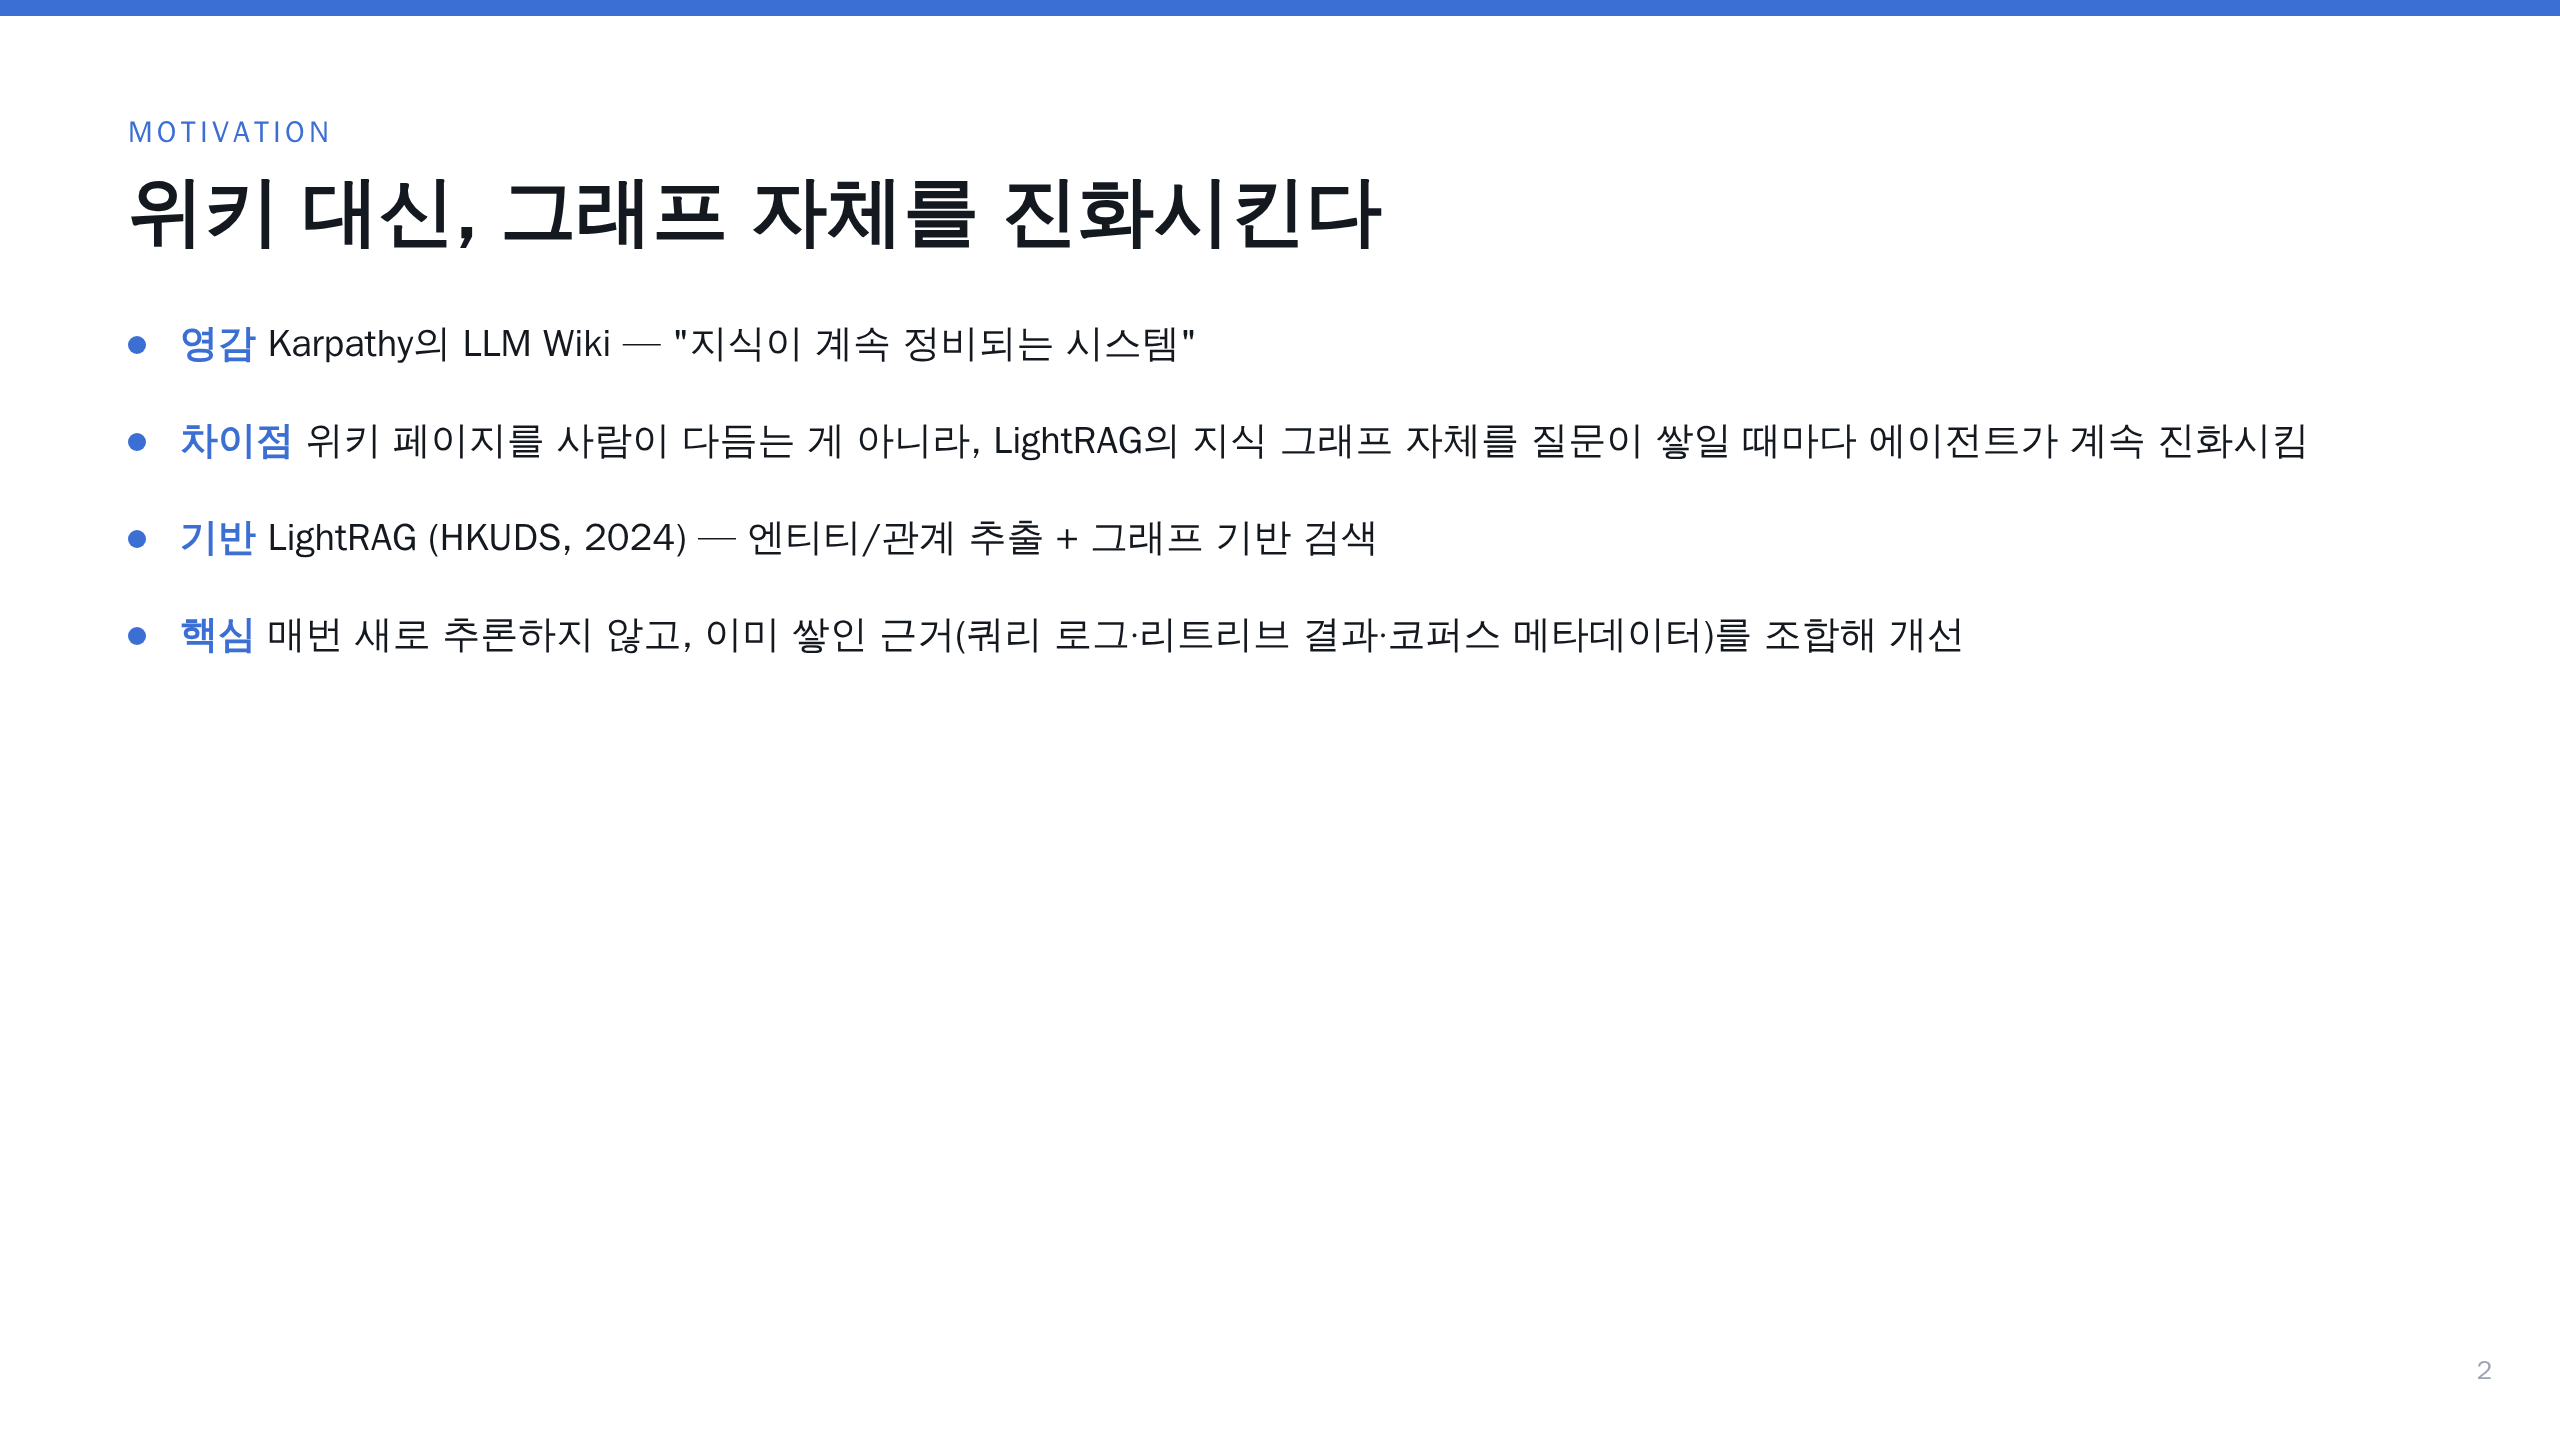 MOTIVATION
위키 대신, 그래프 자체를 진화시킨다
● 영감 Karpathy의 LLM Wiki — "지식이 계속 정비되는 시스템"
● 차이점 위키 페이지를 사람이 다듬는 게 아니라, LightRAG의 지식 그래프 자체를 질문이 쌓일 때마다 에이전트가 계속 진화시킴
● 기반 LightRAG (HKUDS, 2024) — 엔티티/관계 추출 + 그래프 기반 검색
● 핵심 매번 새로 추론하지 않고, 이미 쌓인 근거(쿼리 로그·리트리브 결과·코퍼스 메타데이터)를 조합해 개선
2